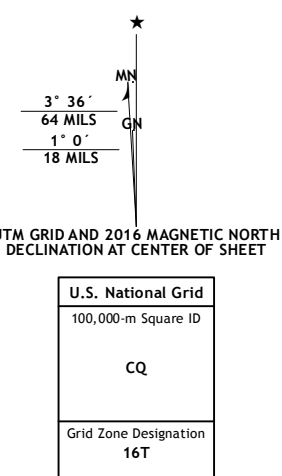 ★
MN
3° 36´
64 MILS
GN
1° 0´
18 MILS
UTM GRID AND 2016 MAGNETIC NORTH
DECLINATION AT CENTER OF SHEET
U.S. National Grid
100,000-m Square ID
CQ
Grid Zone Designation
16T